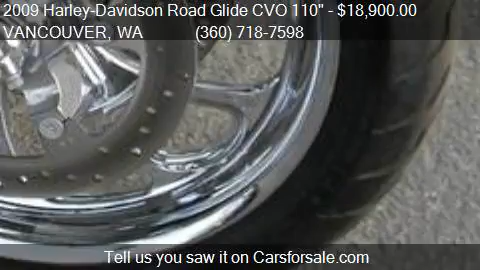 2009 Harley-Davidson Road Glide CVO 110" - $18,900.00
VANCOUVER, WA (360) 718-7598
Tell us you saw it on Carsforsale.com